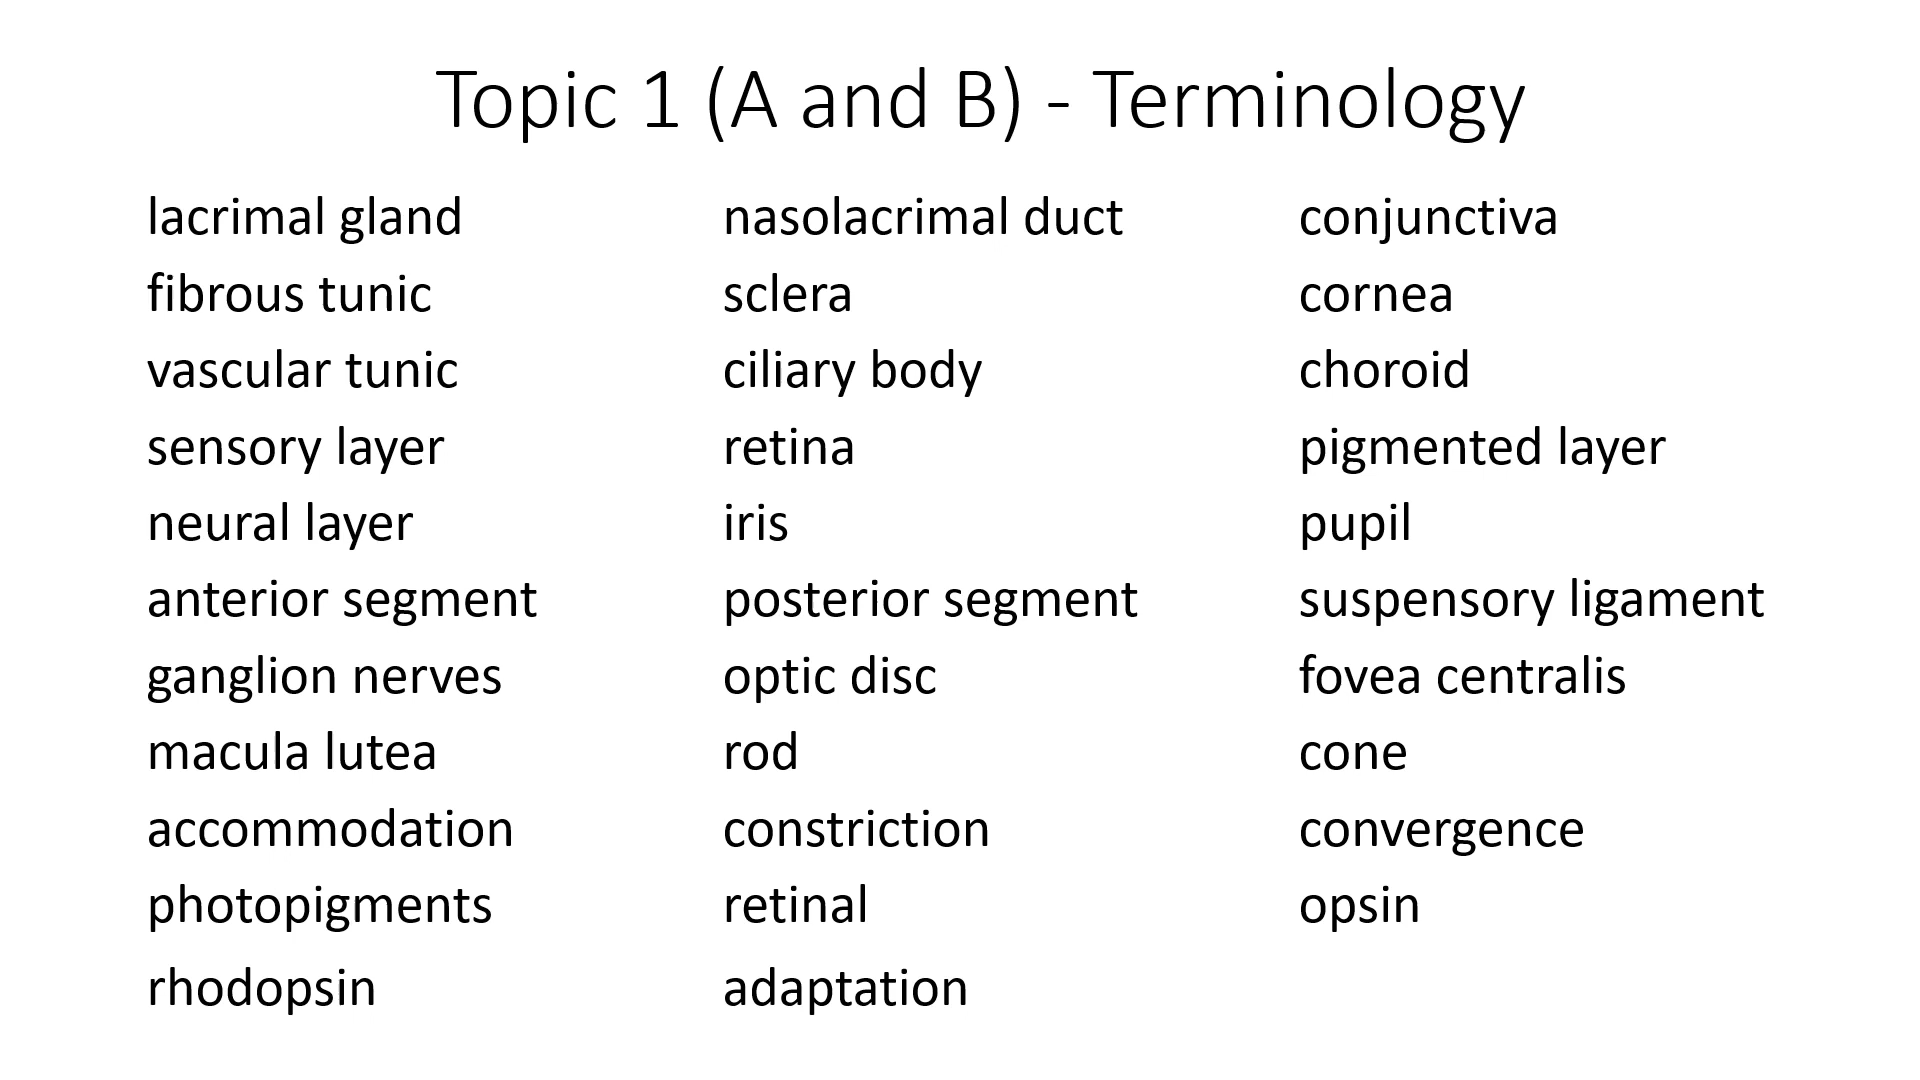 Topic 1 (A and B) - Terminology
lacrimal gland nasolacrimal duct conjunctiva
fibrous tunic sclera cornea
vascular tunic ciliary body choroid
sensory layer retina pigmented layer
neural layer iris pupil
anterior segment posterior segment suspensory ligament
ganglion nerves optic disc fovea centralis
macula lutea rod cone
accommodation constriction convergence
photopigments retinal opsin
rhodopsin adaptation